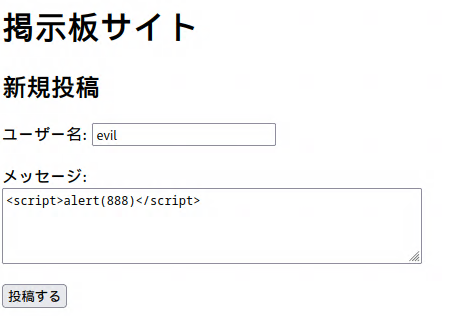 掲示板サイト
新規投稿
ユーザー名: evil
メッセージ:
<script>alert(888)</script>
投稿する